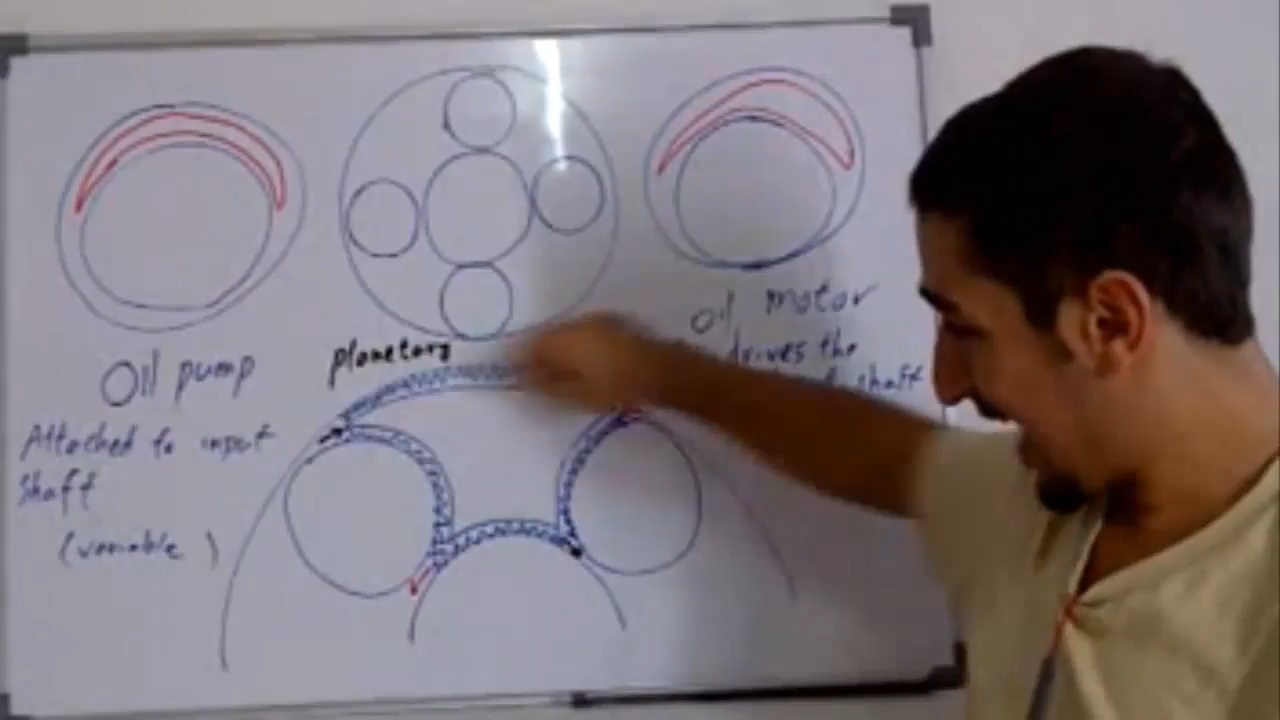 Oil pump
Attached to input
shaft
(variable )
planetary
Oil motor
drives the
shaft